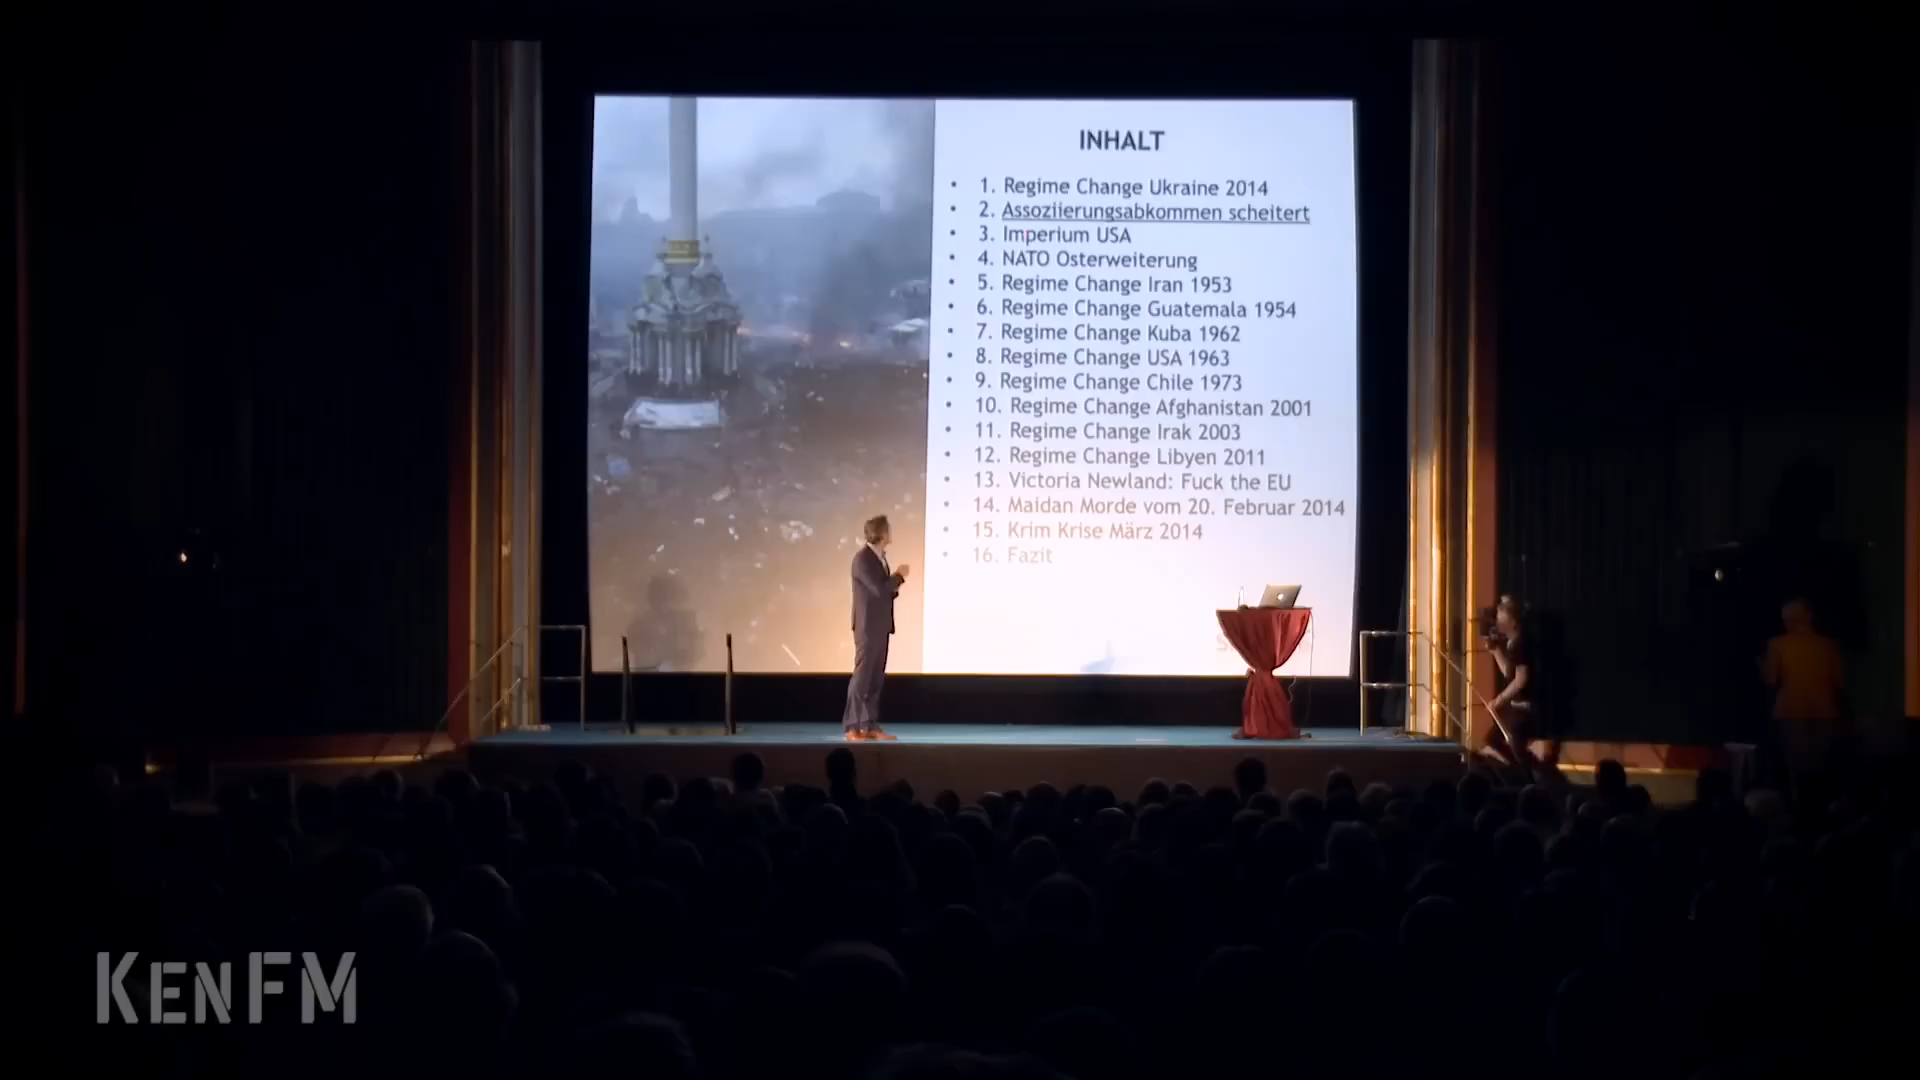 INHALT
• 1. Regime Change Ukraine 2014
• 2. Assoziierungsabkommen scheitert
• 3. Imperium USA
• 4. NATO Osterweiterung
• 5. Regime Change Iran 1953
• 6. Regime Change Guatemala 1954
• 7. Regime Change Kuba 1962
• 8. Regime Change USA 1963
• 9. Regime Change Chile 1973
• 10. Regime Change Afghanistan 2001
• 11. Regime Change Irak 2003
• 12. Regime Change Libyen 2011
• 13. Victoria Newland: Fuck the EU
• 14. Maidan Morde vom 20. Februar 2014
• 15. Krim Krise März 2014
• 16. Fazit
KENFM